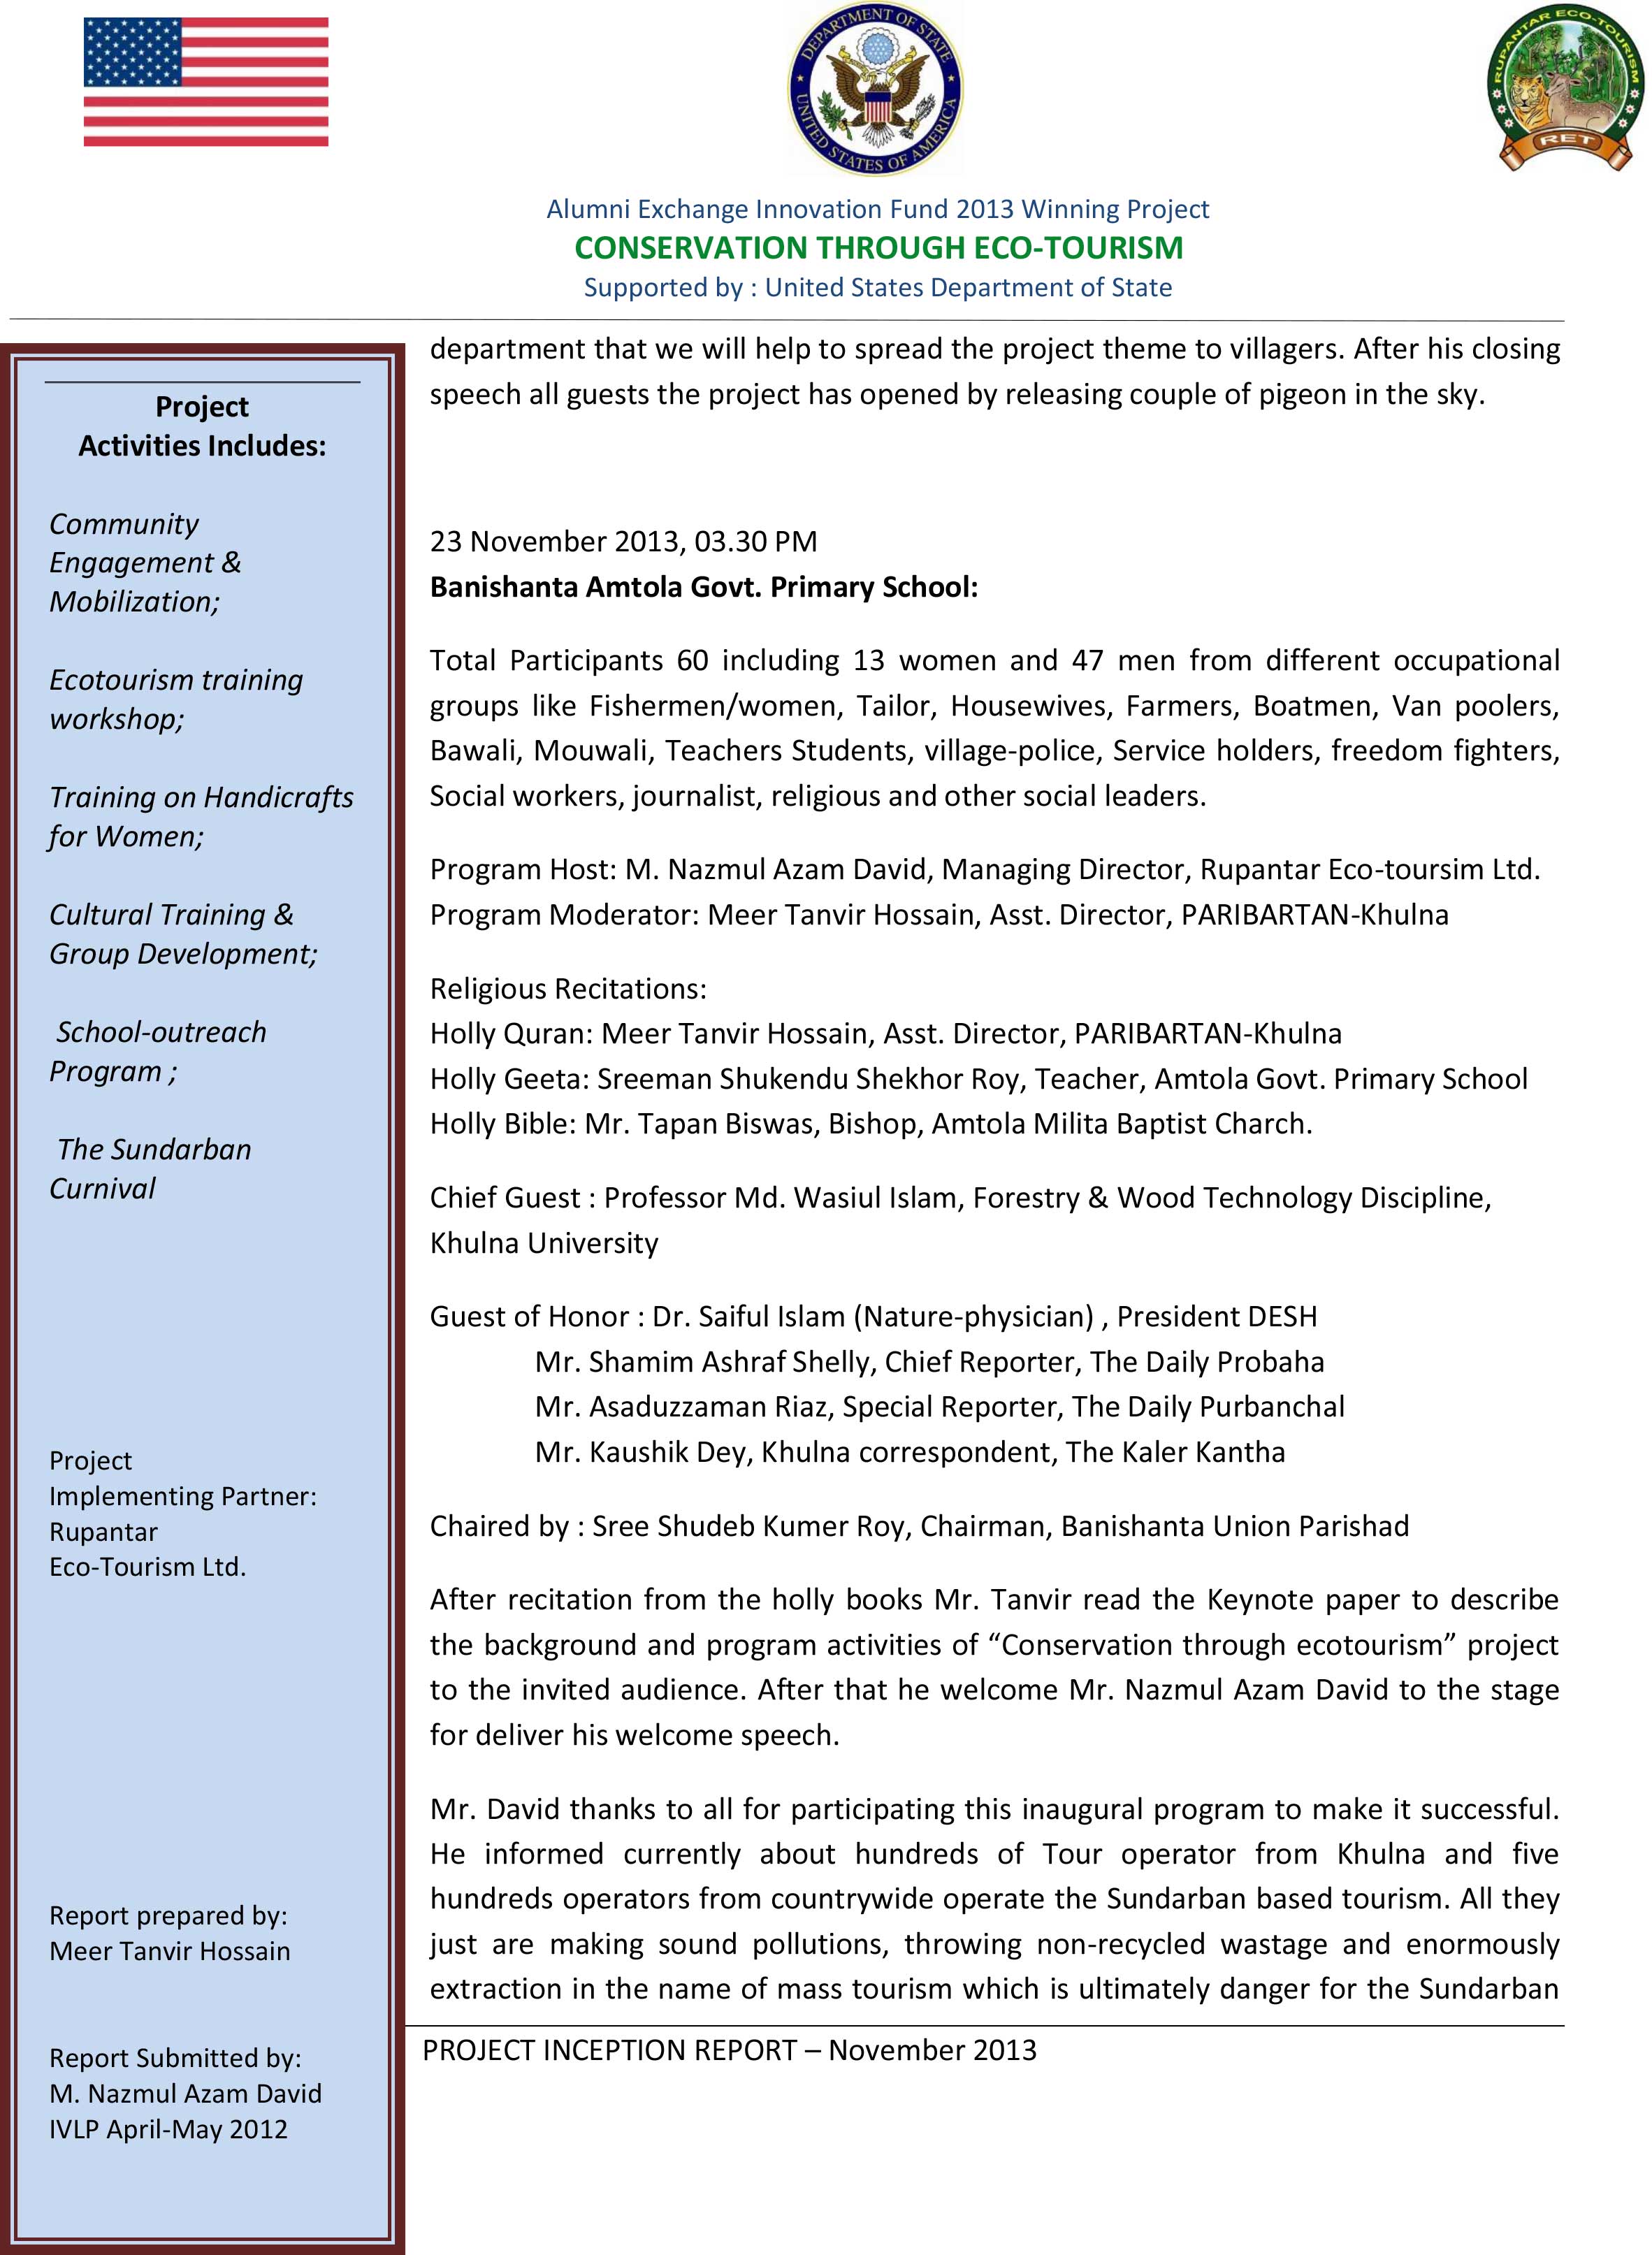 DEPARTMENT OF STATE
UNITED STATES OF AMERICA
RUPANTAR ECO-TOURISM
RET
Alumni Exchange Innovation Fund 2013 Winning Project
CONSERVATION THROUGH ECO-TOURISM
Supported by : United States Department of State
Project
Activities Includes:
Community
Engagement &
Mobilization;
Ecotourism training
workshop;
Training on Handicrafts
for Women;
Cultural Training &
Group Development;
School-outreach
Program ;
The Sundarban
Curnival
Project
Implementing Partner:
Rupantar
Eco-Tourism Ltd.
Report prepared by:
Meer Tanvir Hossain
Report Submitted by:
M. Nazmul Azam David
IVLP April-May 2012
department that we will help to spread the project theme to villagers. After his closing
speech all guests the project has opened by releasing couple of pigeon in the sky.
23 November 2013, 03.30 PM
Banishanta Amtola Govt. Primary School:
Total Participants 60 including 13 women and 47 men from different occupational
groups like Fishermen/women, Tailor, Housewives, Farmers, Boatmen, Van poolers,
Bawali, Mouwali, Teachers Students, village-police, Service holders, freedom fighters,
Social workers, journalist, religious and other social leaders.
Program Host: M. Nazmul Azam David, Managing Director, Rupantar Eco-toursim Ltd.
Program Moderator: Meer Tanvir Hossain, Asst. Director, PARIBARTAN-Khulna
Religious Recitations:
Holly Quran: Meer Tanvir Hossain, Asst. Director, PARIBARTAN-Khulna
Holly Geeta: Sreeman Shukendu Shekhor Roy, Teacher, Amtola Govt. Primary School
Holly Bible: Mr. Tapan Biswas, Bishop, Amtola Milita Baptist Charch.
Chief Guest : Professor Md. Wasiul Islam, Forestry & Wood Technology Discipline,
Khulna University
Guest of Honor : Dr. Saiful Islam (Nature-physician) , President DESH
Mr. Shamim Ashraf Shelly, Chief Reporter, The Daily Probaha
Mr. Asaduzzaman Riaz, Special Reporter, The Daily Purbanchal
Mr. Kaushik Dey, Khulna correspondent, The Kaler Kantha
Chaired by : Sree Shudeb Kumer Roy, Chairman, Banishanta Union Parishad
After recitation from the holly books Mr. Tanvir read the Keynote paper to describe
the background and program activities of “Conservation through ecotourism” project
to the invited audience. After that he welcome Mr. Nazmul Azam David to the stage
for deliver his welcome speech.
Mr. David thanks to all for participating this inaugural program to make it successful.
He informed currently about hundreds of Tour operator from Khulna and five
hundreds operators from countrywide operate the Sundarban based tourism. All they
just are making sound pollutions, throwing non-recycled wastage and enormously
extraction in the name of mass tourism which is ultimately danger for the Sundarban
PROJECT INCEPTION REPORT – November 2013